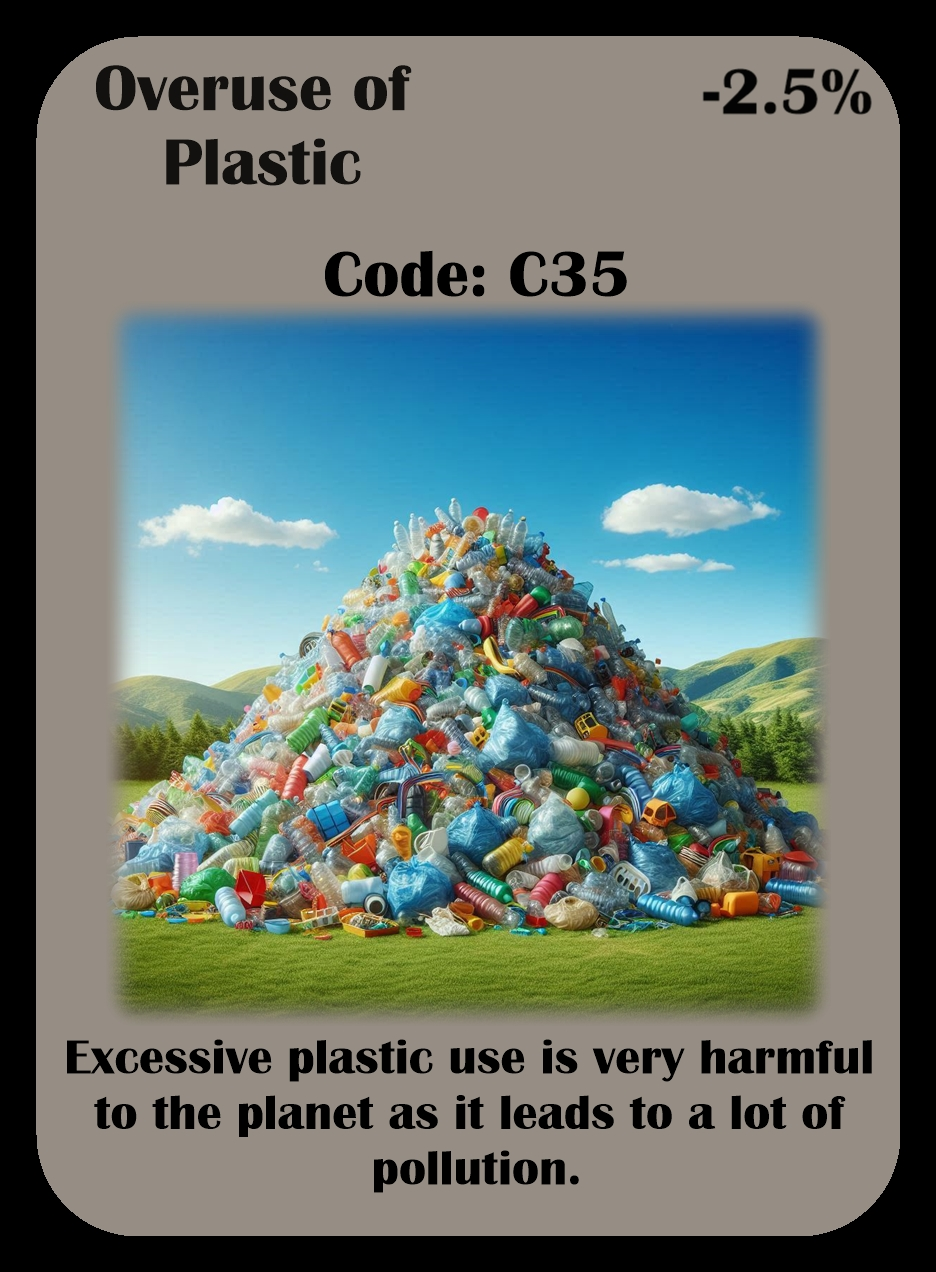 Overuse of
Plastic
-2.5%
Code: C35
Excessive plastic use is very harmful
to the planet as it leads to a lot of
pollution.